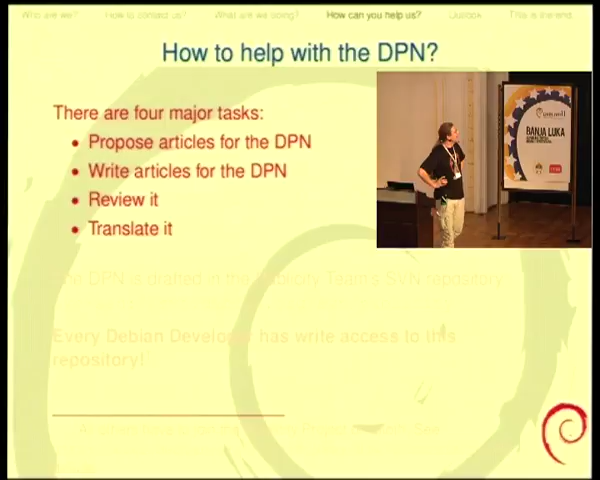 Who are we?
How to contact us?
What are we doing?
How can you help us?
Outlook
This is the end
How to help with the DPN?
There are four major tasks:
• Propose articles for the DPN
• Write articles for the DPN
• Review it
• Translate it
BANJA LUKA
DPN is drafted in the Publicity Team's SVN repository
Every Debian Developer has write access to this
repository!